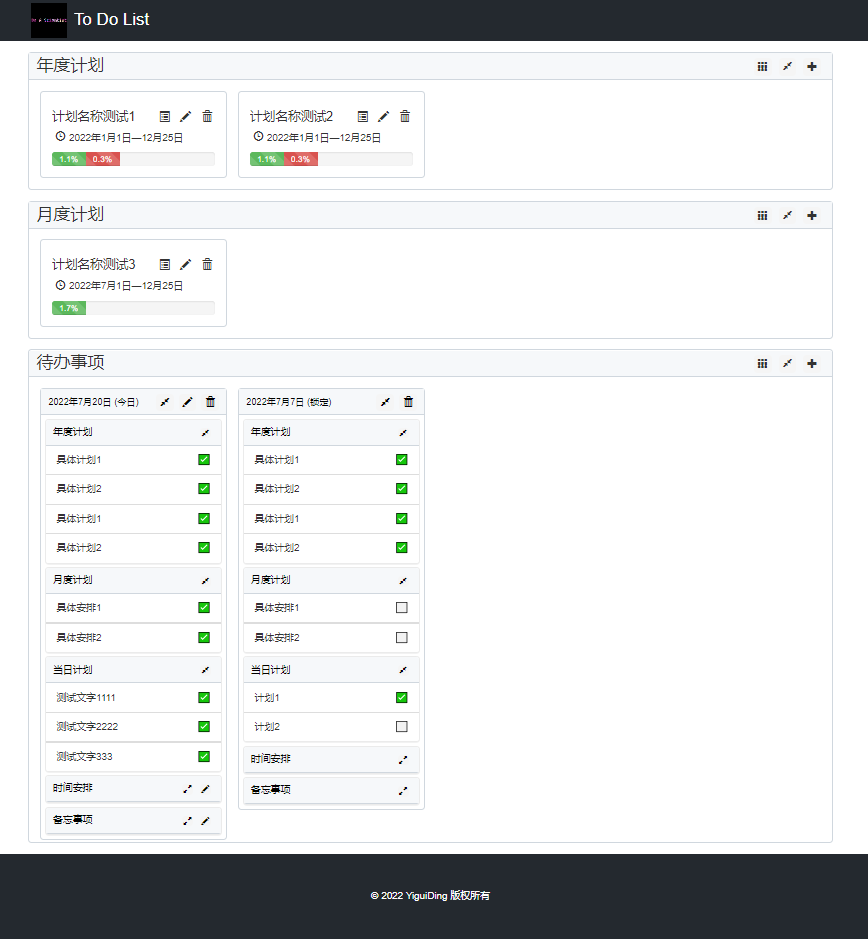 To Do List
年度计划
计划名称测试1
2022年1月1日—12月25日
1.1% 0.3%
计划名称测试2
2022年1月1日—12月25日
1.1% 0.3%
月度计划
计划名称测试3
2022年7月1日—12月25日
1.7%
待办事项
2022年7月20日 (今日)
年度计划
具体计划1
具体计划2
具体计划1
具体计划2
月度计划
具体安排1
具体安排2
当日计划
测试文字1111
测试文字2222
测试文字333
时间安排
备忘事项
2022年7月7日 (锁定)
年度计划
具体计划1
具体计划2
具体计划1
具体计划2
月度计划
具体安排1
具体安排2
当日计划
计划1
计划2
时间安排
备忘事项
© 2022 YiguiDing 版权所有